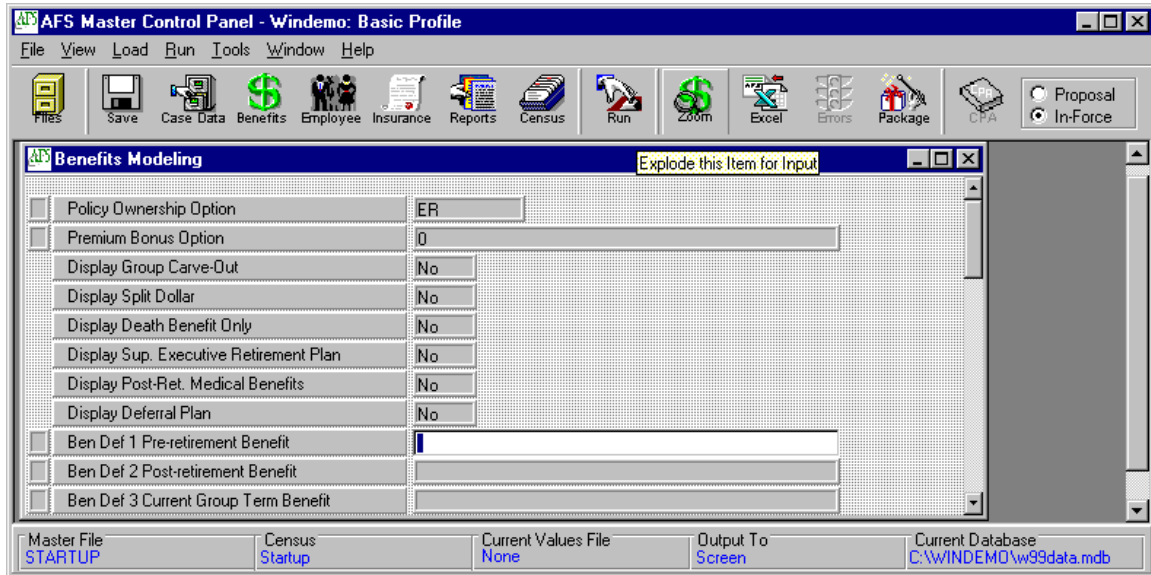 AFS AFS Master Control Panel - Windemo: Basic Profile
File View Load Run Tools Window Help
Files Save Case Data Benefits Employee Insurance Reports Census Run Zoom Excel Errors Package CPA Proposal
In-Force
AFS Benefits Modeling
Explode this Item for Input
Policy Ownership Option ER
Premium Bonus Option 0
Display Group Carve-Out No
Display Split Dollar No
Display Death Benefit Only No
Display Sup. Executive Retirement Plan No
Display Post-Ret. Medical Benefits No
Display Deferral Plan No
Ben Def 1 Pre-retirement Benefit
Ben Def 2 Post-retirement Benefit
Ben Def 3 Current Group Term Benefit
Master File Census Current Values File Output To Current Database
STARTUP Startup None Screen C:\WINDEMO\w99data.mdb